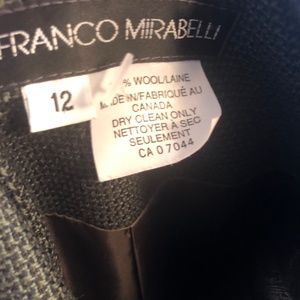 FRANCO MIRABELLI
12
% WOOL/LAINE
MADE IN/FABRIQUÉ AU
CANADA
DRY CLEAN ONLY
NETTOYER À SEC
SEULEMENT
CA 07044